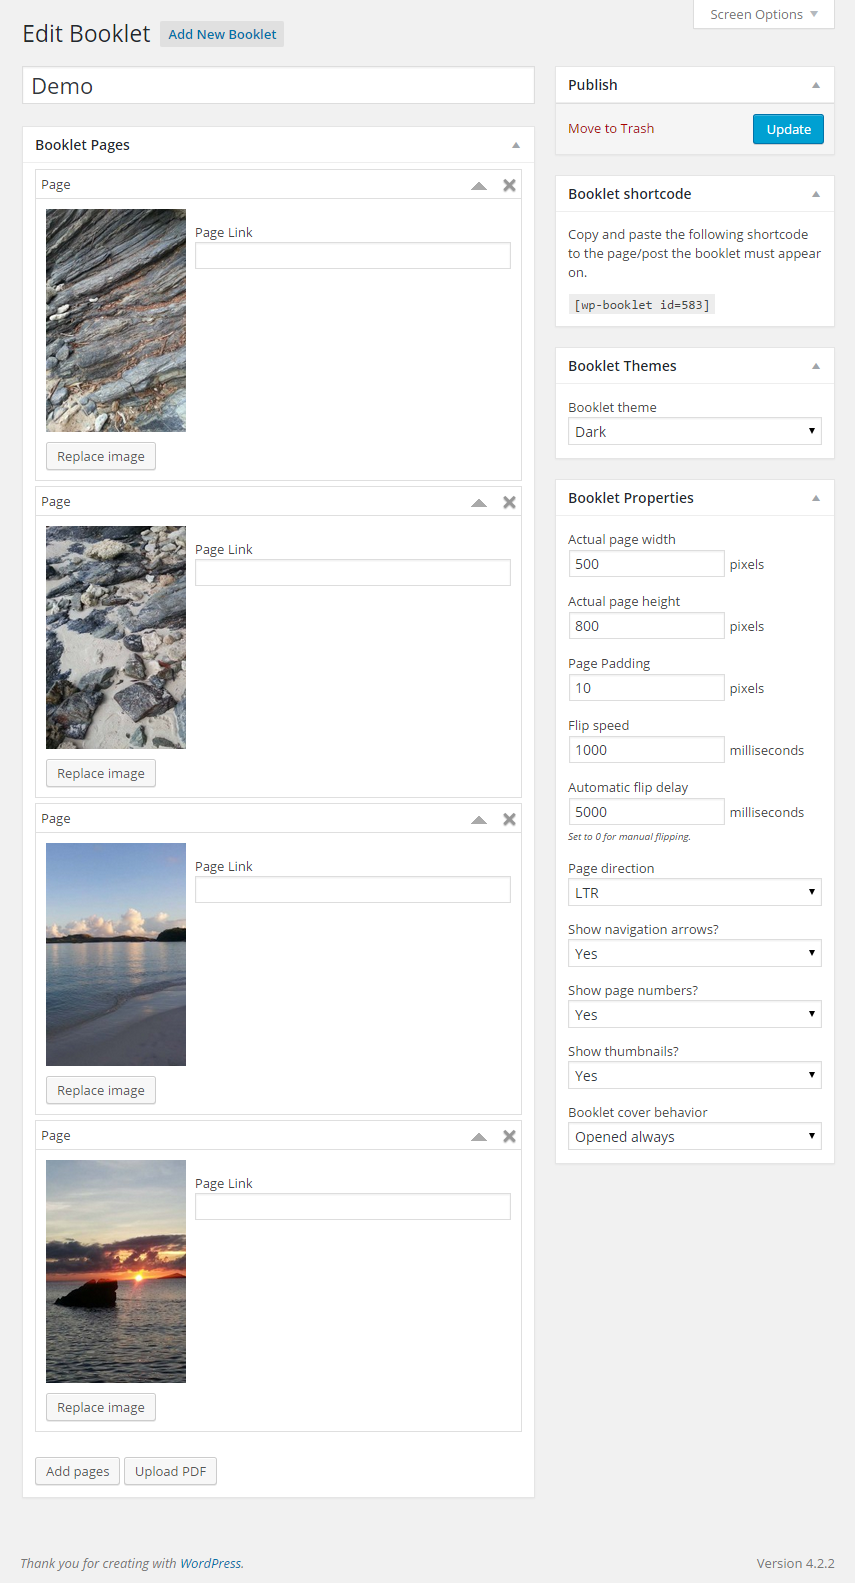 Screen Options
Edit Booklet Add New Booklet
Demo
Booklet Pages
Page
Page Link
Replace image
Page
Page Link
Replace image
Page
Page Link
Replace image
Page
Page Link
Replace image
Add pages Upload PDF
Publish
Move to Trash Update
Booklet shortcode
Copy and paste the following shortcode
to the page/post the booklet must appear
on.
[wp-booklet id=583]
Booklet Themes
Booklet theme
Dark
Booklet Properties
Actual page width
500 pixels
Actual page height
800 pixels
Page Padding
10 pixels
Flip speed
1000 milliseconds
Automatic flip delay
5000 milliseconds
Set to 0 for manual flipping.
Page direction
LTR
Show navigation arrows?
Yes
Show page numbers?
Yes
Show thumbnails?
Yes
Booklet cover behavior
Opened always
Thank you for creating with WordPress. Version 4.2.2